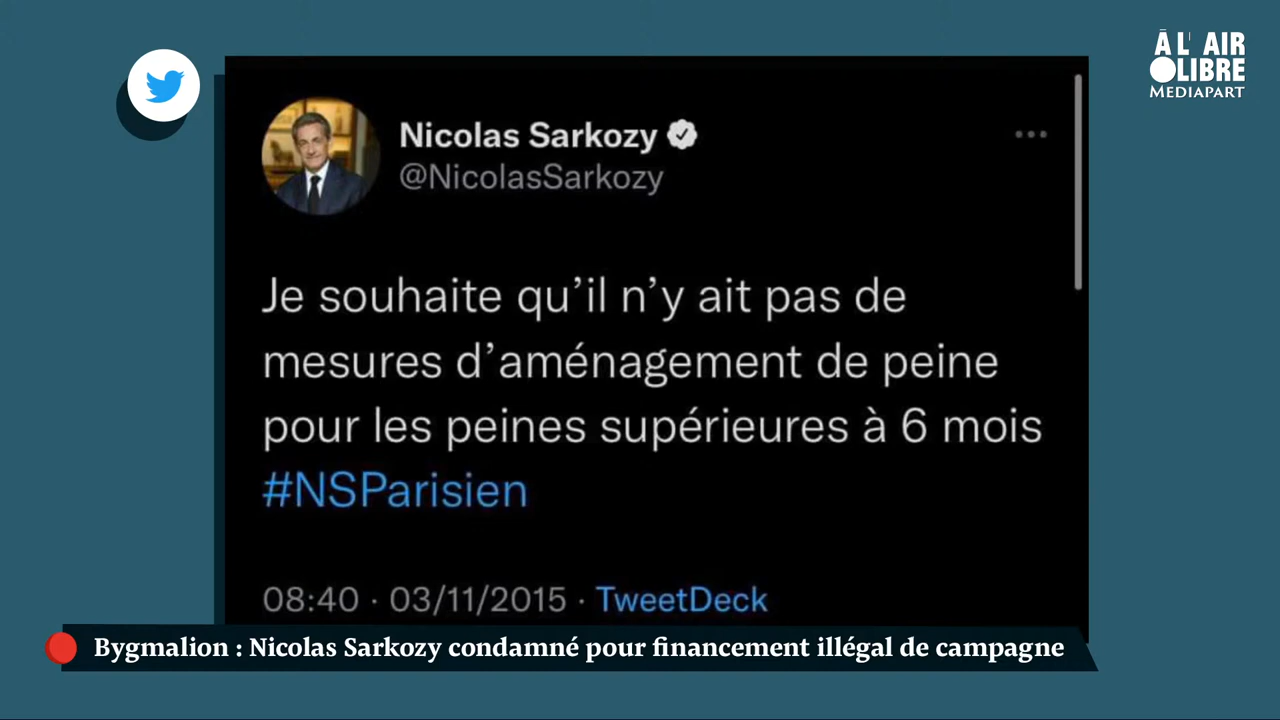 À L' AIR
LIBRE
MEDIAPART
Nicolas Sarkozy
@NicolasSarkozy
Je souhaite qu’il n’y ait pas de
mesures d’aménagement de peine
pour les peines supérieures à 6 mois
#NSParisien
08:40 · 03/11/2015 · TweetDeck
Bygmalion : Nicolas Sarkozy condamné pour financement illégal de campagne